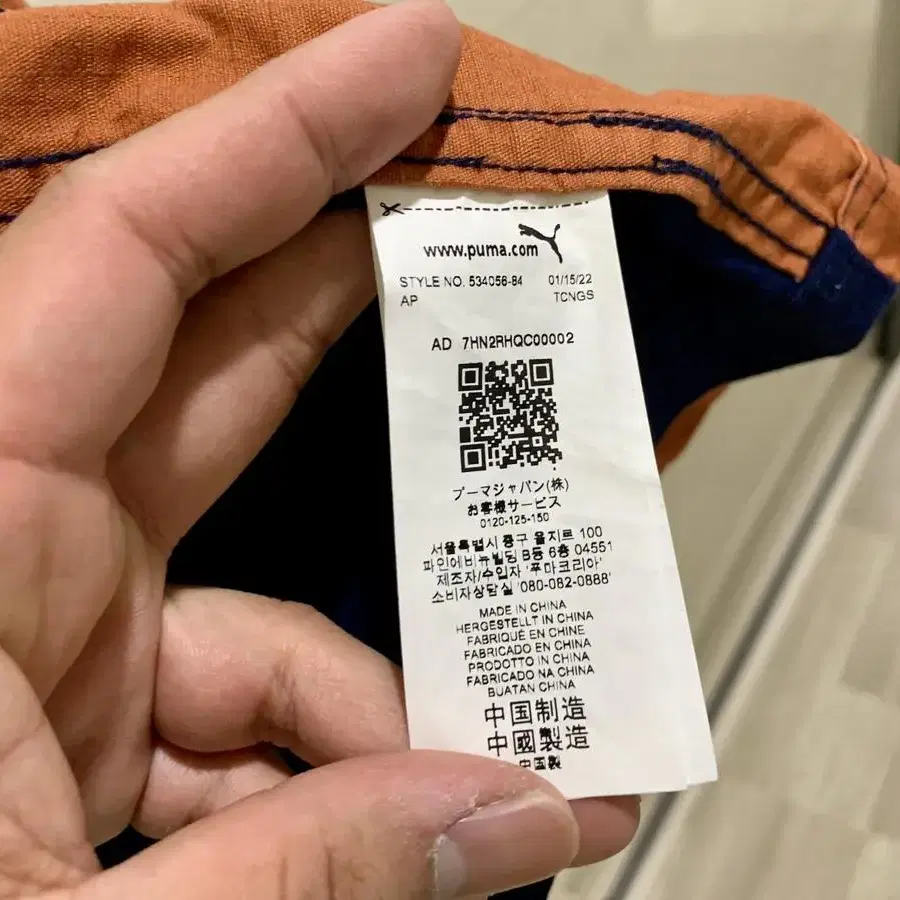 www.puma.com
STYLE NO. 534056-84 01/15/22
AP TCNGS
AD 7HN2RHQC00002
プーマジャパン(株)
お客様サービス
0120-125-150
서울특별시 중구 을지트 100
파인에비뉴빌딩 B동 6층 04551
제조자/수입자 '푸마코리아'
소비자상담실 '080-082-0888'
MADE IN CHINA
HERGESTELLT IN CHINA
FABRIQUÉ EN CHINE
FABRICADO EN CHINA
PRODOTTO IN CHINA
FABRICADO NA CHINA
BUATAN CHINA
中国制造
中國製造
中国製